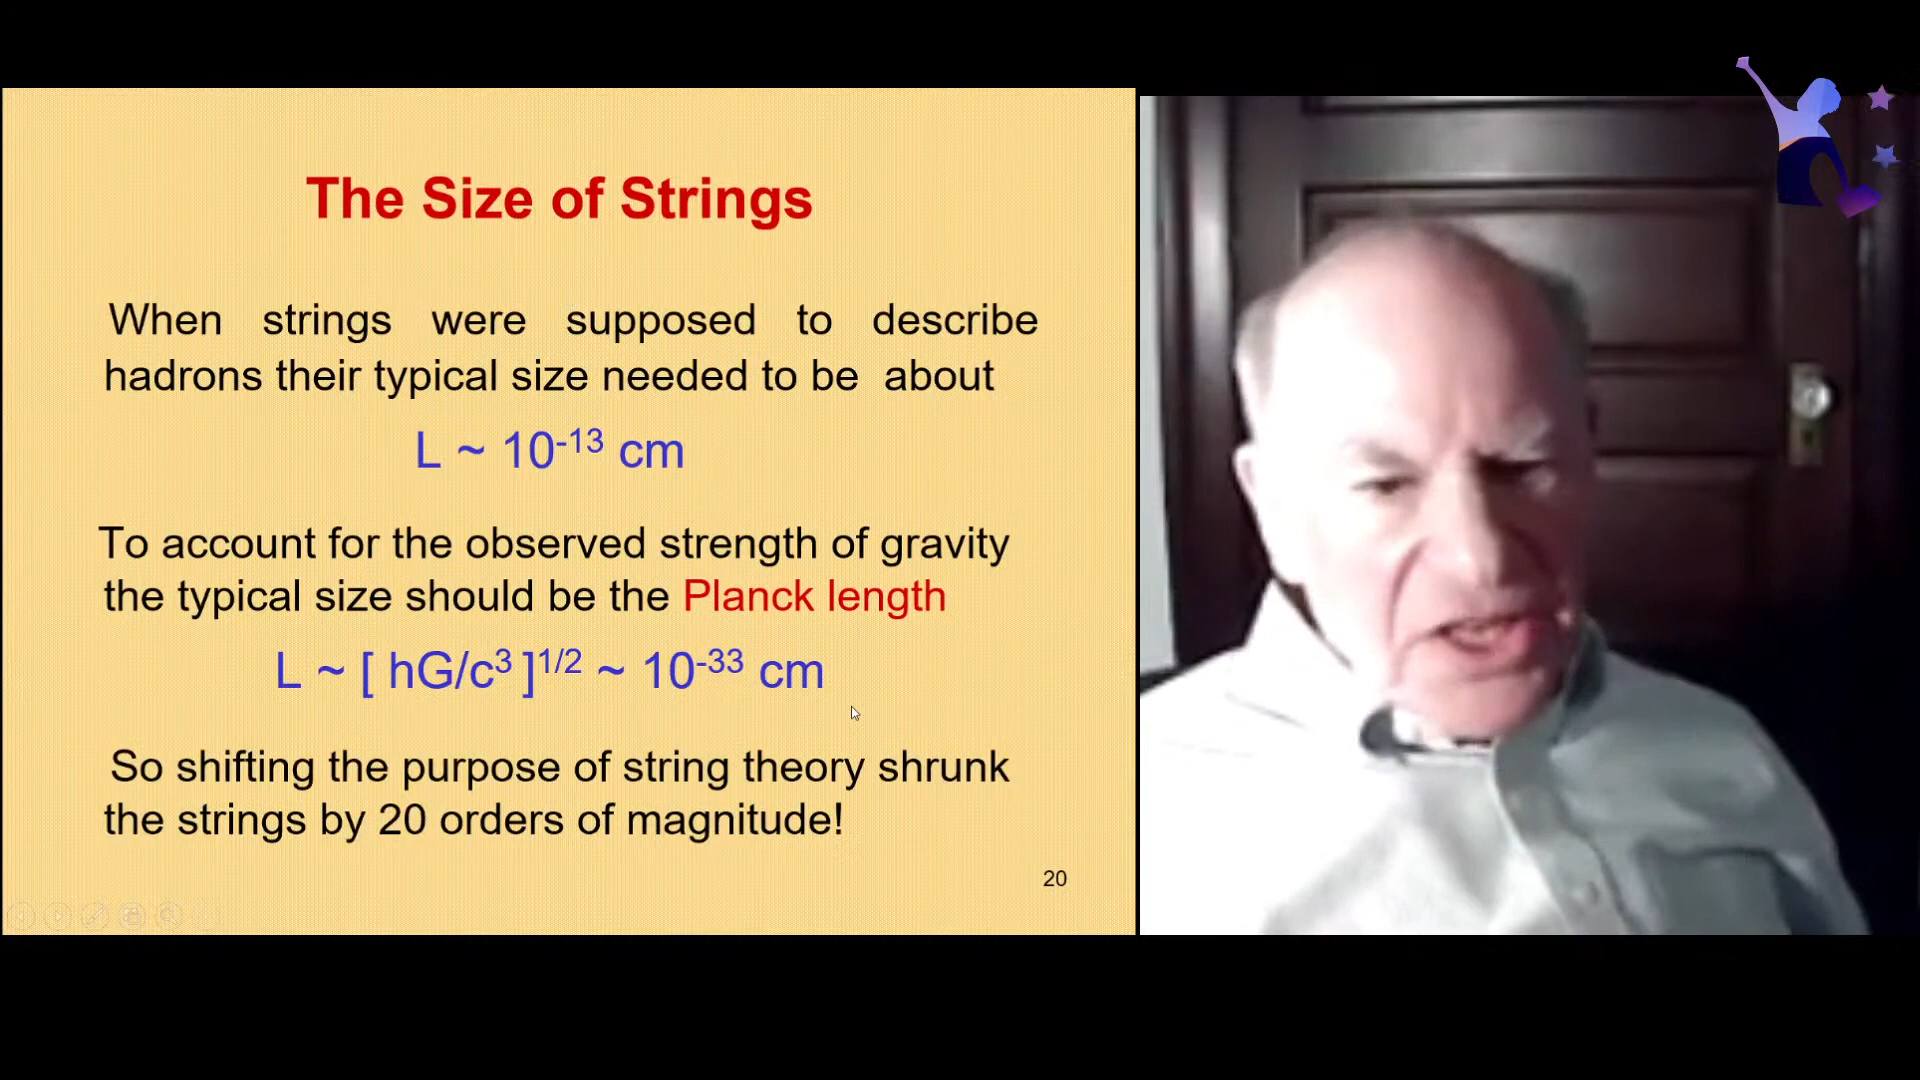 The Size of Strings
When strings were supposed to describe
hadrons their typical size needed to be about
L ~ 10⁻¹³ cm
To account for the observed strength of gravity
the typical size should be the Planck length
L ~ [ hG/c³ ]¹/² ~ 10⁻³³ cm
So shifting the purpose of string theory shrunk
the strings by 20 orders of magnitude!
20